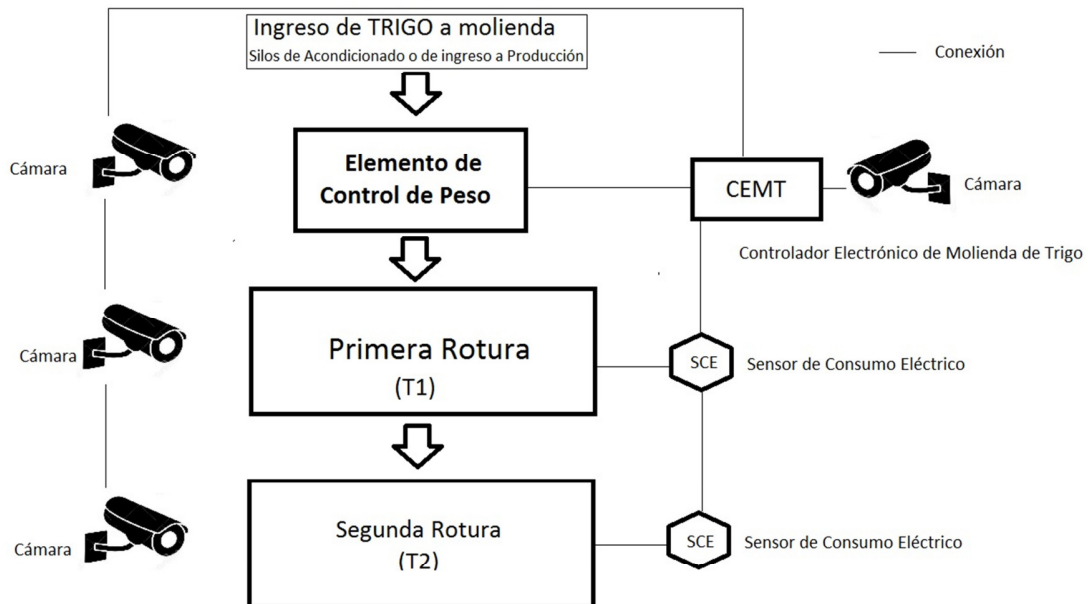 Ingreso de TRIGO a molienda
Silos de Acondicionado o de ingreso a Producción
Conexión
Cámara
Elemento de
Control de Peso
CEMT
Cámara
Controlador Electrónico de Molienda de Trigo
Cámara
Primera Rotura
(T1)
SCE
Sensor de Consumo Eléctrico
Cámara
Segunda Rotura
(T2)
SCE
Sensor de Consumo Eléctrico